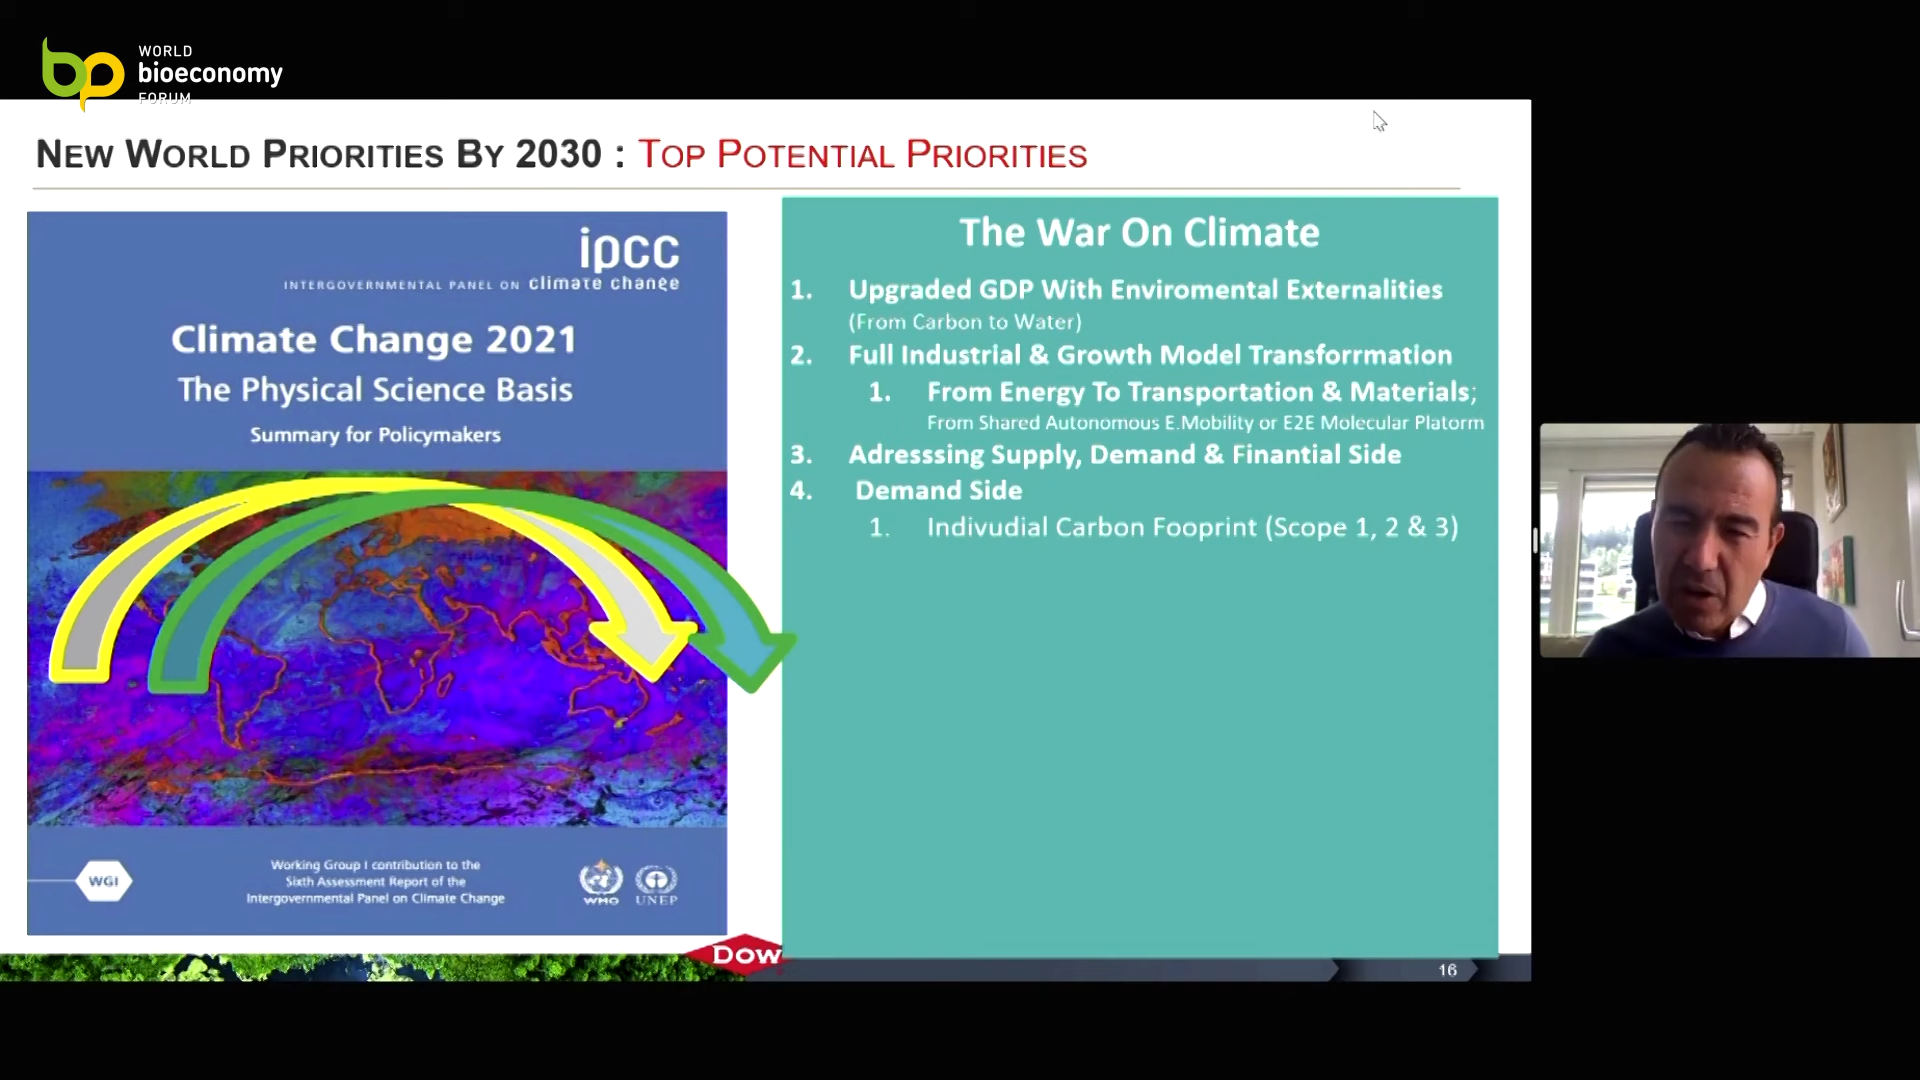 WORLD
bioeconomy
FORUM
NEW WORLD PRIORITIES BY 2030 : TOP POTENTIAL PRIORITIES
ipcc
INTERGOVERNMENTAL PANEL ON climate change
Climate Change 2021
The Physical Science Basis
Summary for Policymakers
WGI
Working Group I contribution to the
Sixth Assessment Report of the
Intergovernmental Panel on Climate Change
WMO
UNEP
The War On Climate
1. Upgraded GDP With Enviromental Externalities
(From Carbon to Water)
2. Full Industrial & Growth Model Transforrmation
1. From Energy To Transportation & Materials;
From Shared Autonomous E.Mobility or E2E Molecular Platorm
3. Adresssing Supply, Demand & Finantial Side
4. Demand Side
1. Indivudial Carbon Fooprint (Scope 1, 2 & 3)
DOW
16